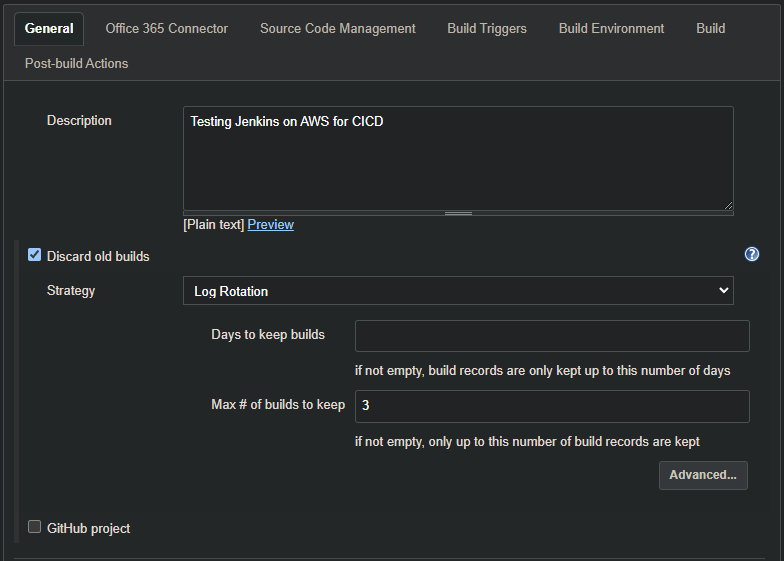 General Office 365 Connector Source Code Management Build Triggers Build Environment Build
Post-build Actions
Description
Testing Jenkins on AWS for CICD
[Plain text] Preview
Discard old builds
?
Strategy
Log Rotation
Days to keep builds
if not empty, build records are only kept up to this number of days
Max # of builds to keep
3
if not empty, only up to this number of build records are kept
Advanced...
GitHub project